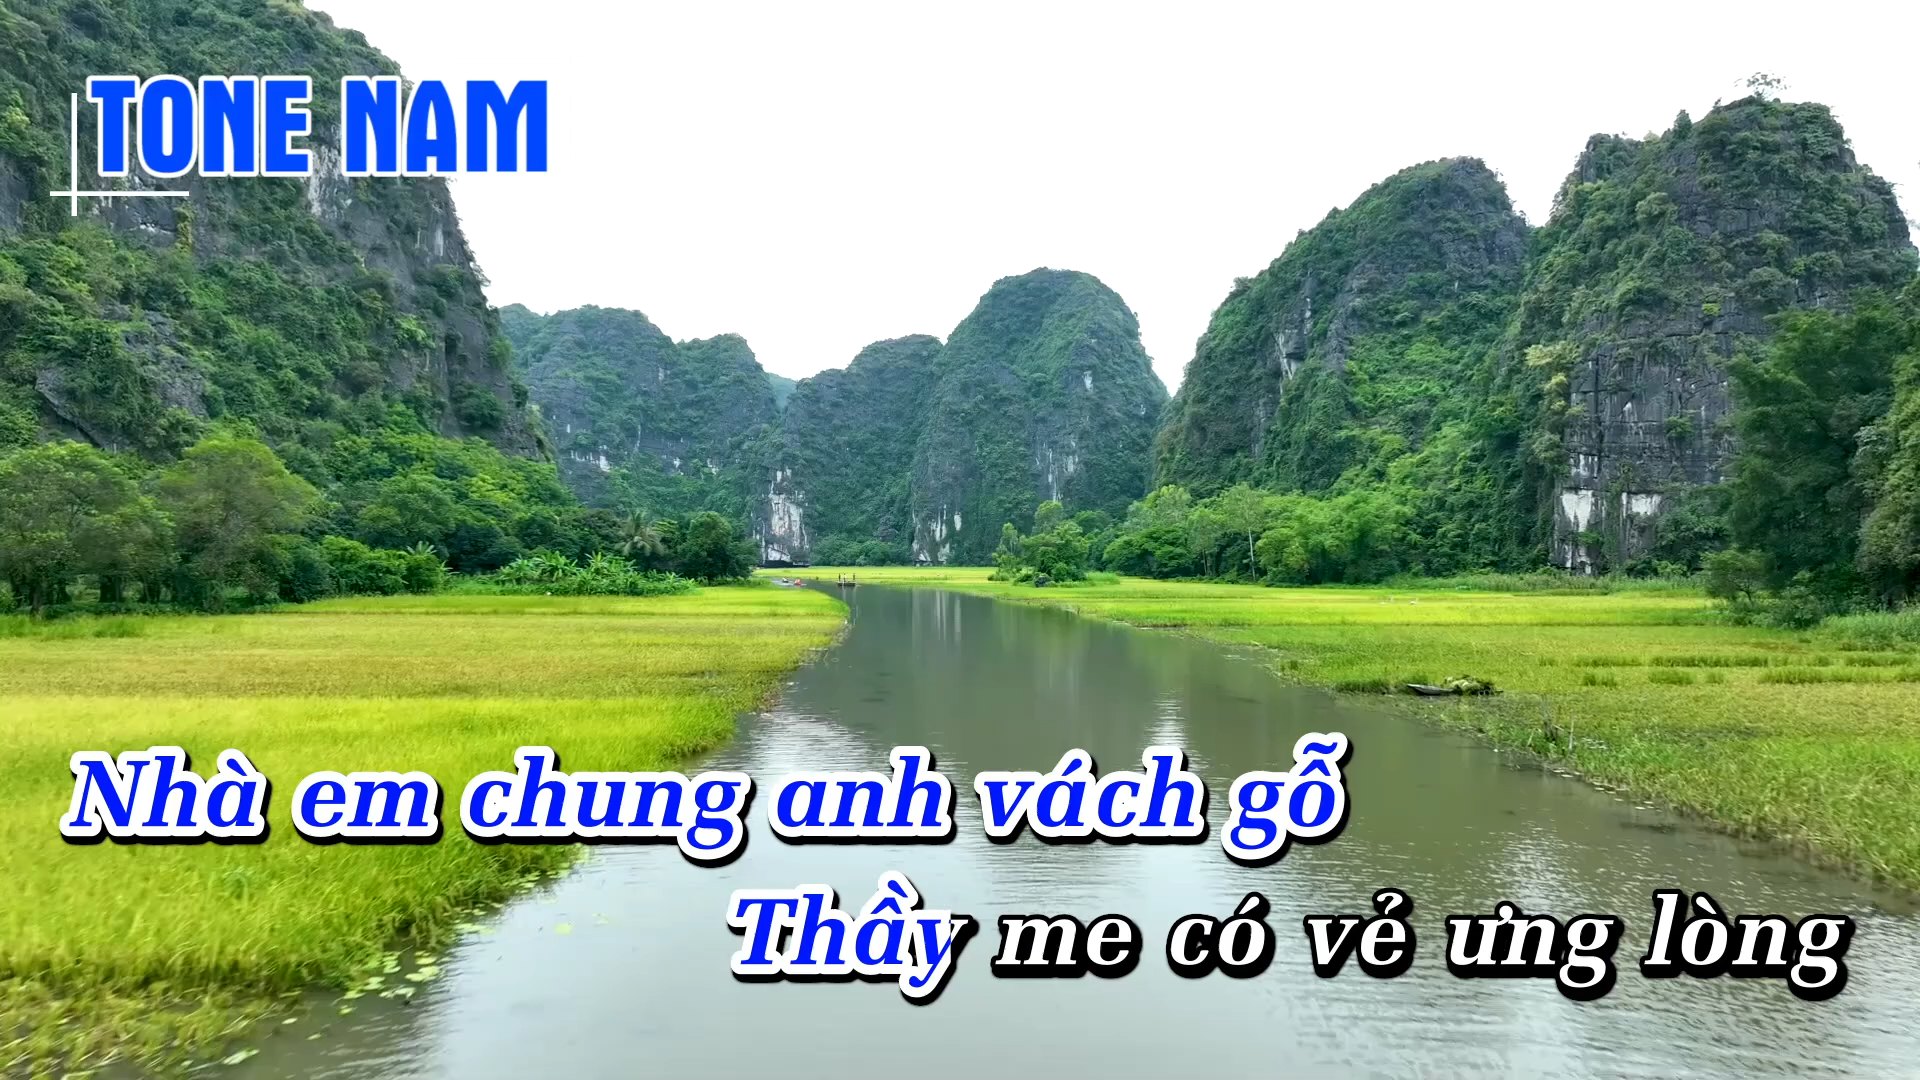 TONE NAM
Nhà em chung anh vách gỗ
Thầy me có vẻ ưng lòng